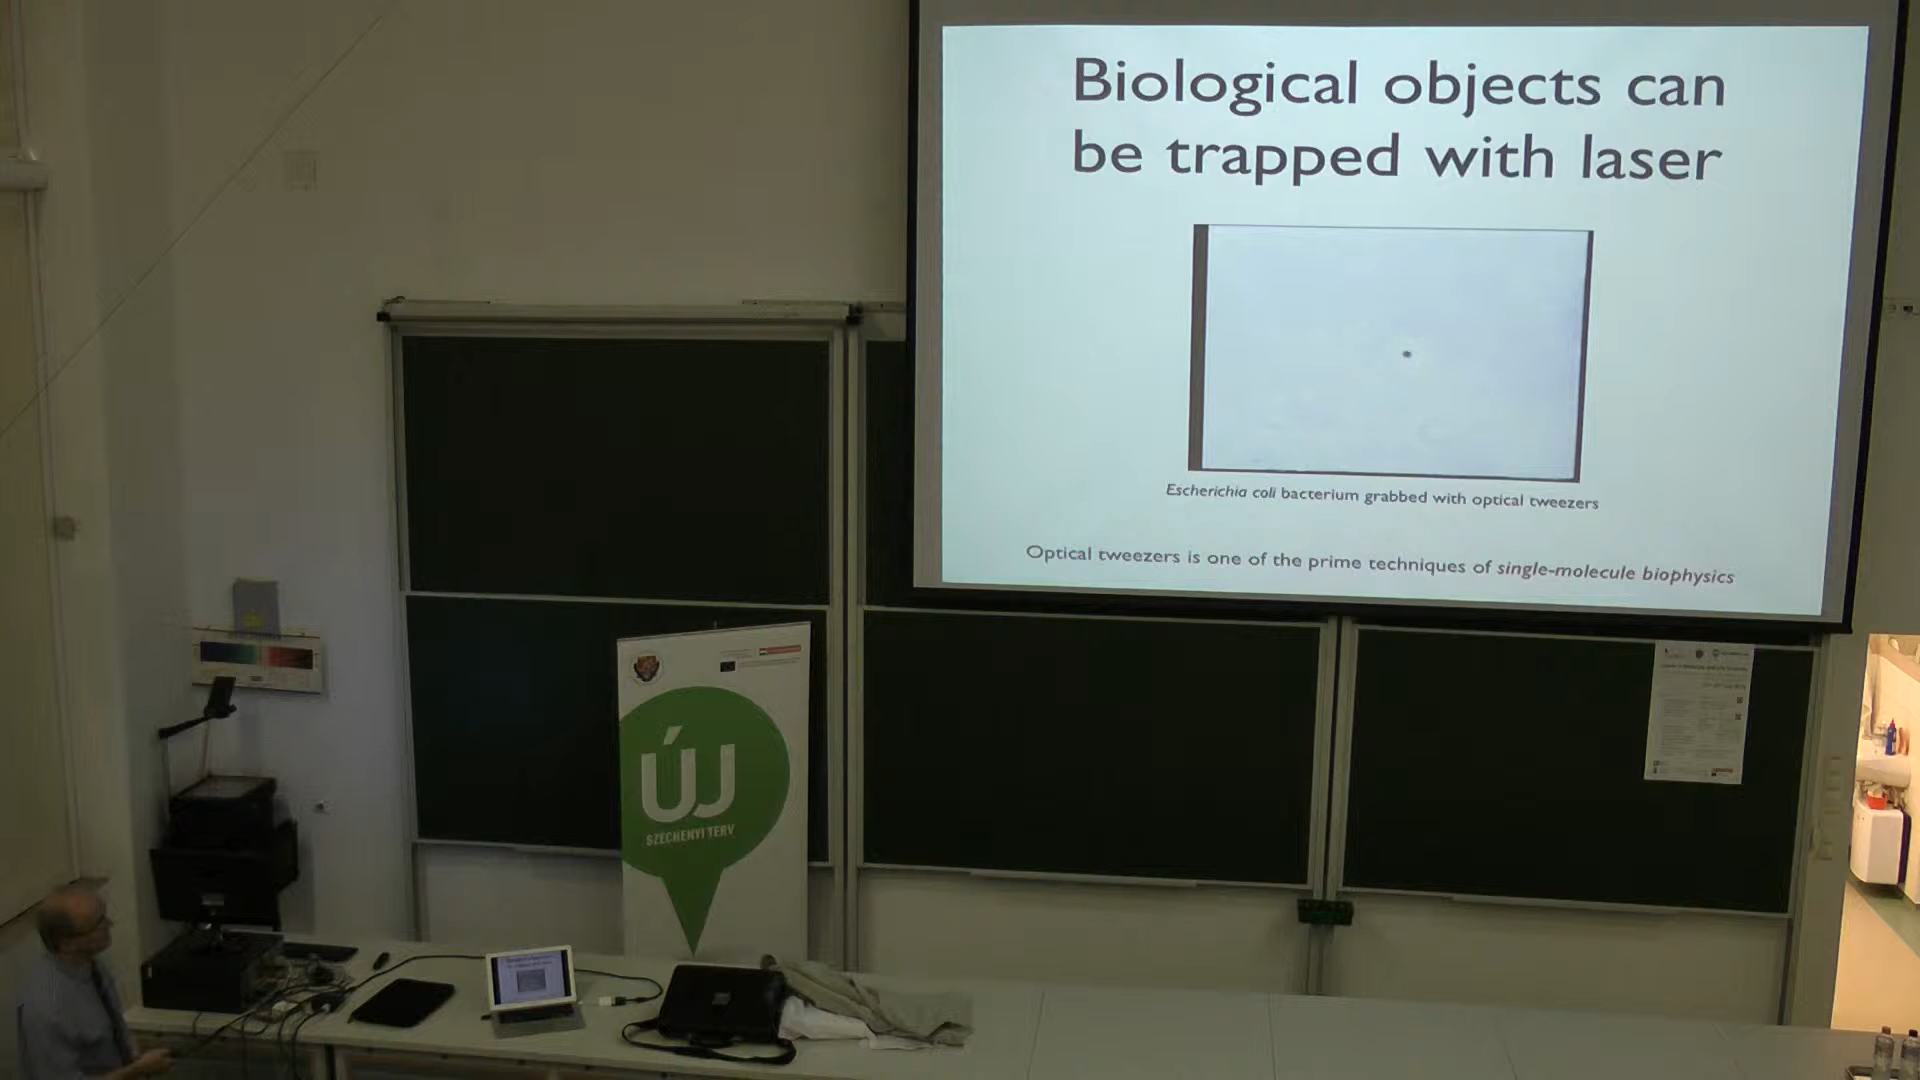 Biological objects can
be trapped with laser
Escherichia coli bacterium grabbed with optical tweezers
Optical tweezers is one of the prime techniques of single-molecule biophysics
ÚJ
SZÉCHENYI TERV